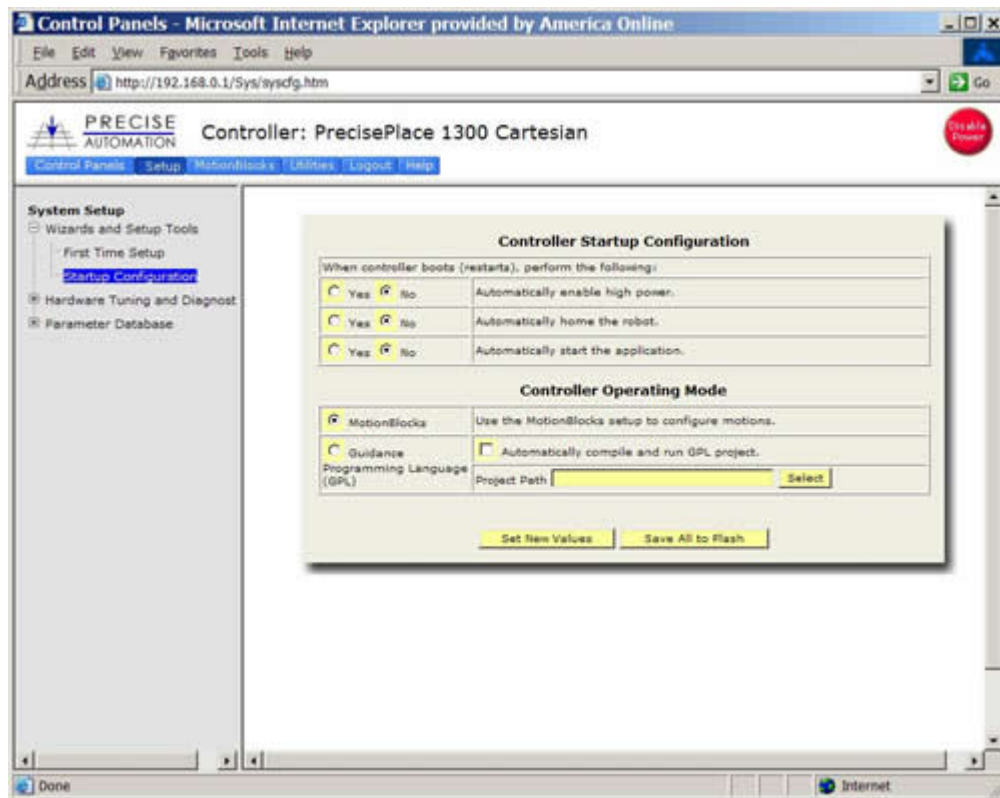 Control Panels - Microsoft Internet Explorer provided by America Online
File Edit View Favorites Tools Help
Address http://192.168.0.1/Sys/syscfg.htm Go
PRECISE
AUTOMATION
Controller: PrecisePlace 1300 Cartesian
Disable
Power
Control Panels Setup MotionBlocks Utilities Logout Help
System Setup
Wizards and Setup Tools
First Time Setup
Startup Configuration
Hardware Tuning and Diagnost
Parameter Database
Controller Startup Configuration
When controller boots (restarts), perform the following:
Yes No Automatically enable high power.
Yes No Automatically home the robot.
Yes No Automatically start the application.
Controller Operating Mode
MotionBlocks Use the MotionBlocks setup to configure motions.
Guidance
Programming Language
(GPL)
Automatically compile and run GPL project.
Project Path Select
Set New Values Save All to Flash
Done Internet